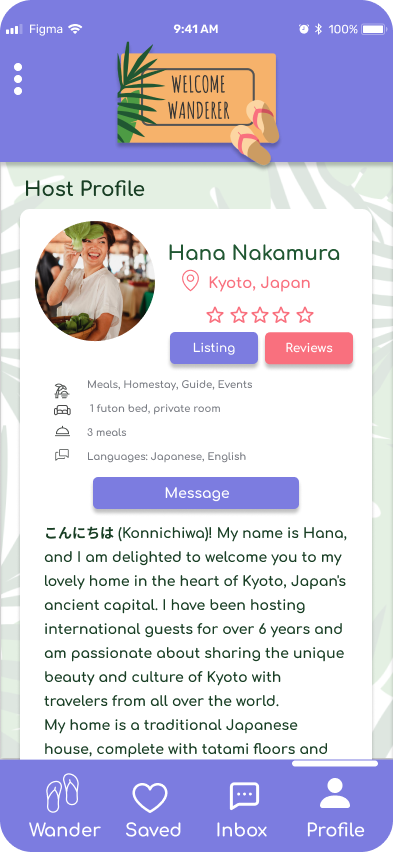 Figma
9:41 AM
100%
WELCOME
WANDERER
Host Profile
Hana Nakamura
Kyoto, Japan
Listing
Reviews
Meals, Homestay, Guide, Events
1 futon bed, private room
3 meals
Languages: Japanese, English
Message
こんにちは (Konnichiwa)! My name is Hana,
and I am delighted to welcome you to my
lovely home in the heart of Kyoto, Japan's
ancient capital. I have been hosting
international guests for over 6 years and
am passionate about sharing the unique
beauty and culture of Kyoto with
travelers from all over the world.
My home is a traditional Japanese
house, complete with tatami floors and
Wander
Saved
Inbox
Profile